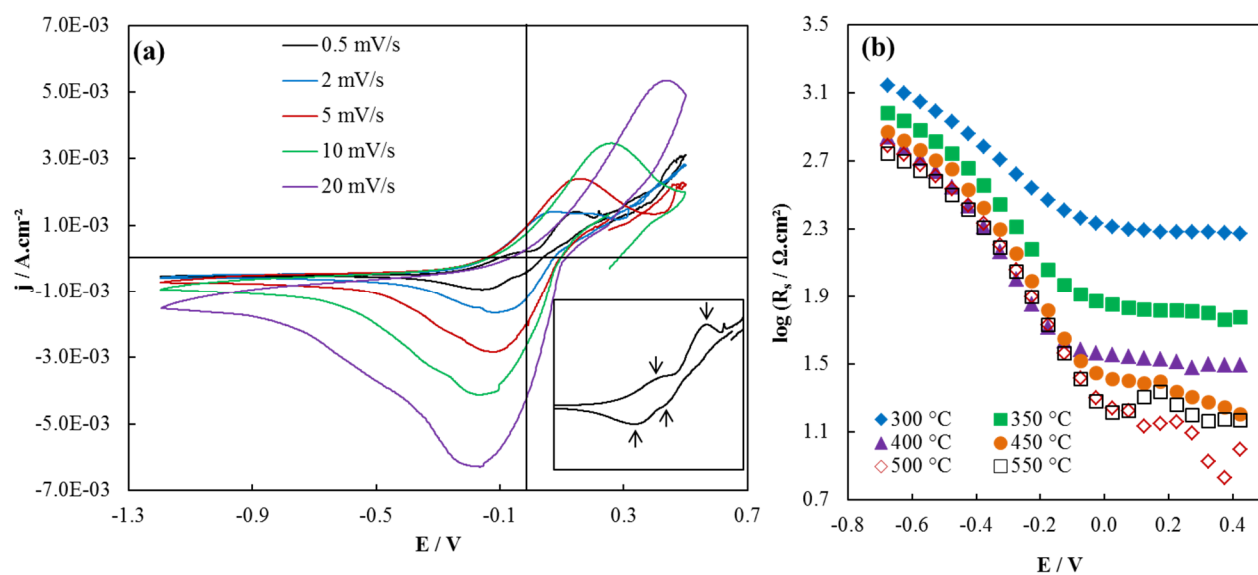 (a)
7.0E-03
5.0E-03
3.0E-03
1.0E-03
-1.0E-03
-3.0E-03
-5.0E-03
-7.0E-03
j / A.cm⁻²
0.5 mV/s
2 mV/s
5 mV/s
10 mV/s
20 mV/s
-1.3 -0.9 -0.5 -0.1 0.3 0.7
E / V
(b)
3.5
3.1
2.7
2.3
1.9
1.5
1.1
0.7
log (Rs / Ω.cm²)
300 °C 350 °C
400 °C 450 °C
500 °C 550 °C
-0.8 -0.6 -0.4 -0.2 0.0 0.2 0.4
E / V